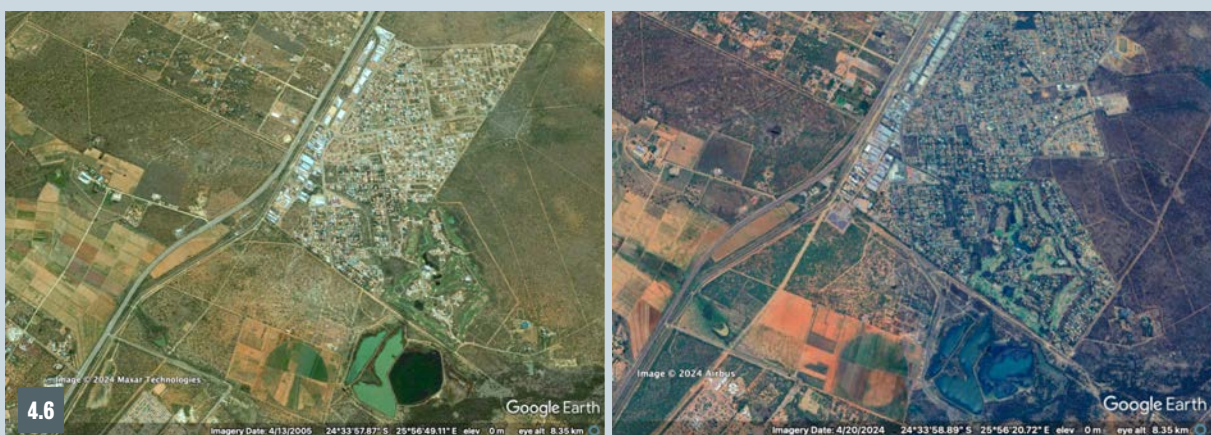 Image © 2024 Maxar Technologies
Google Earth
4.6
Imagery Date: 4/13/2005 24°33'57.87" S 25°56'49.11" E elev 0 m eye alt 8.35 km
Image © 2024 Airbus
Google Earth
Imagery Date: 4/20/2024 24°33'58.89" S 25°56'20.72" E elev 0 m eye alt 8.35 km